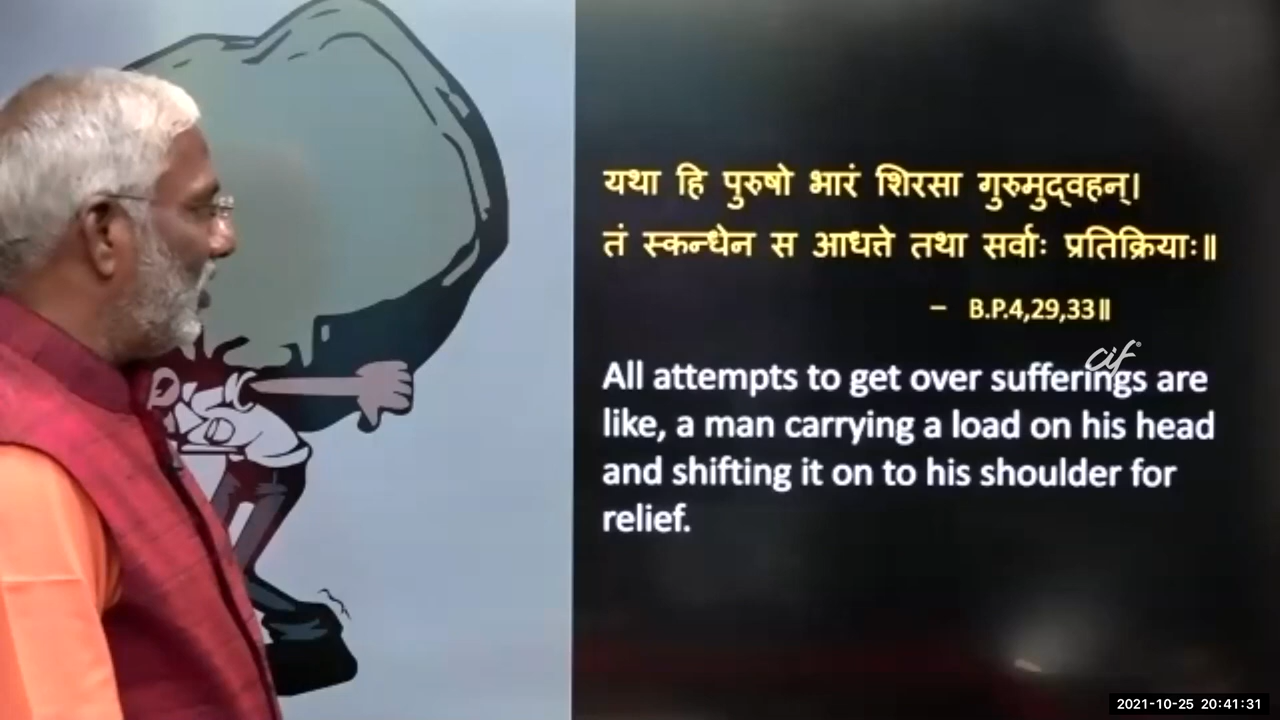 यथा हि पुरुषो भारं शिरसा गुरुमुद्वहन्।
तं स्कन्धेन स आधत्ते तथा सर्वाः प्रतिक्रियाः॥
– B.P.4,29,33॥
cif
All attempts to get over sufferings are
like, a man carrying a load on his head
and shifting it on to his shoulder for
relief.
2021-10-25 20:41:31